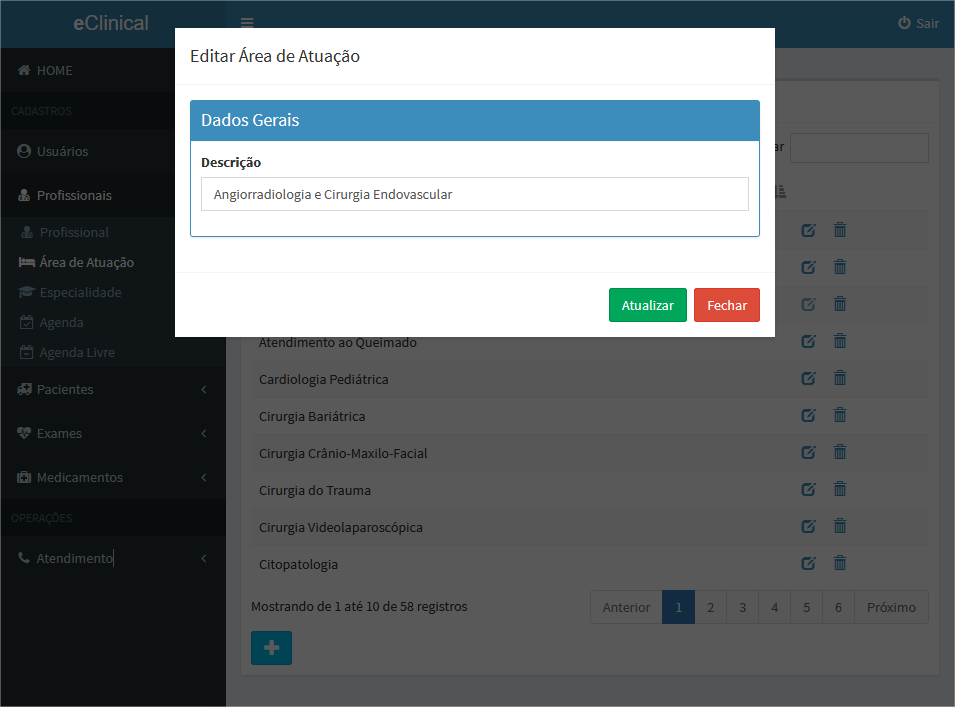 eClinical
Sair
Editar Área de Atuação
HOME
CADASTROS
Dados Gerais
Usuários
Descrição
Profissionais
Angiorradiologia e Cirurgia Endovascular
Profissional
Área de Atuação
Especialidade
Agenda
Atualizar
Fechar
Agenda Livre
Atendimento ao Queimado
Pacientes
Cardiologia Pediátrica
Cirurgia Bariátrica
Exames
Cirurgia Crânio-Maxilo-Facial
Medicamentos
Cirurgia do Trauma
OPERAÇÕES
Cirurgia Videolaparoscópica
Atendimento
Citopatologia
Mostrando de 1 até 10 de 58 registros
Anterior 1 2 3 4 5 6 Próximo